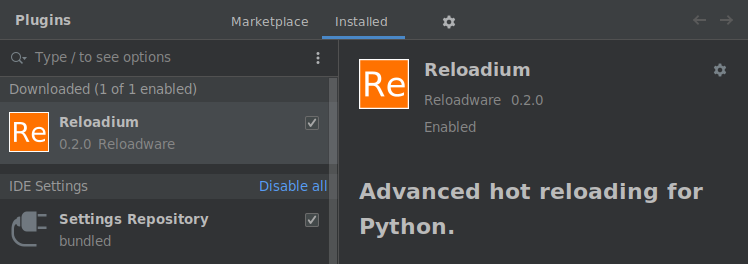 Plugins
Marketplace
Installed
Type / to see options
Downloaded (1 of 1 enabled)
Re
Reloadium
0.2.0 Reloadware
IDE Settings
Disable all
Settings Repository
bundled
Re
Reloadium
Reloadware 0.2.0
Enabled
Advanced hot reloading for
Python.